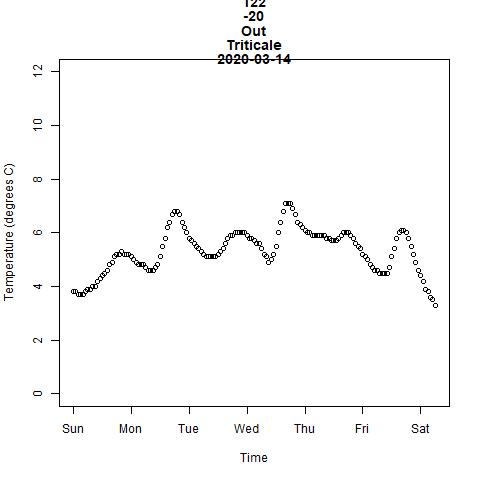 122
-20
Out
Triticale
2020-03-14
Temperature (degrees C)
12
10
8
6
4
2
0
Sun Mon Tue Wed Thu Fri Sat
Time